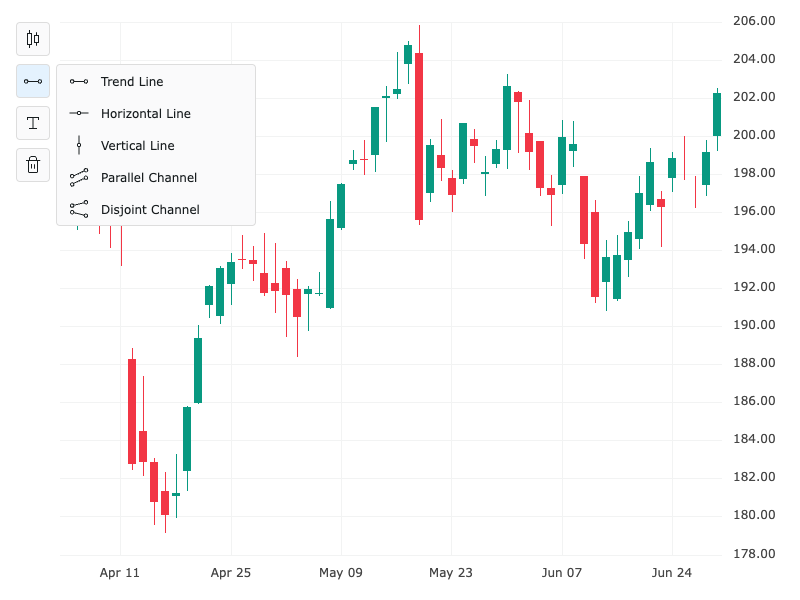 Trend Line
Horizontal Line
Vertical Line
Parallel Channel
Disjoint Channel
T
206.00
204.00
202.00
200.00
198.00
196.00
194.00
192.00
190.00
188.00
186.00
184.00
182.00
180.00
178.00
Apr 11 Apr 25 May 09 May 23 Jun 07 Jun 24